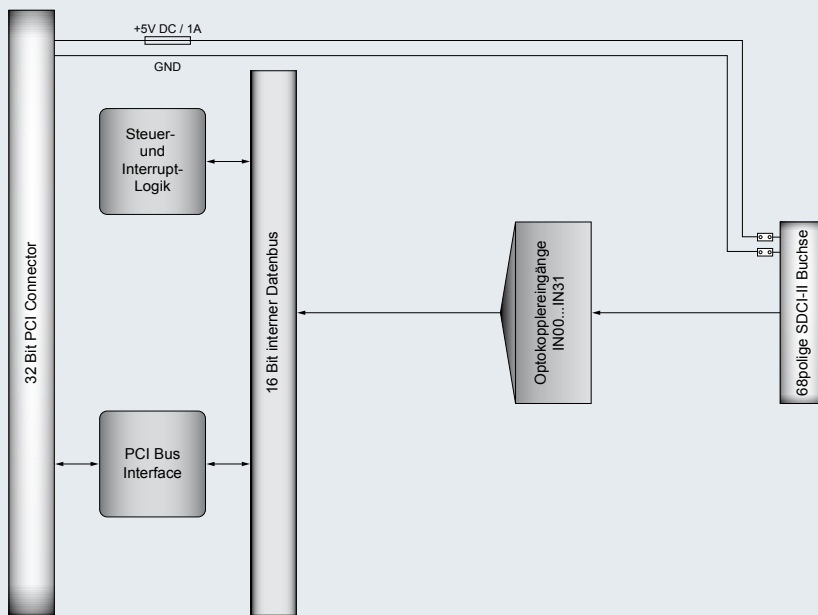 +5V DC / 1A
GND
Steuer-
und
Interrupt-
Logik
32 Bit PCI Connector
16 Bit interner Datenbus
Optokopplereingänge
IN00...IN31
68polige SDCI-II Buchse
PCI Bus
Interface